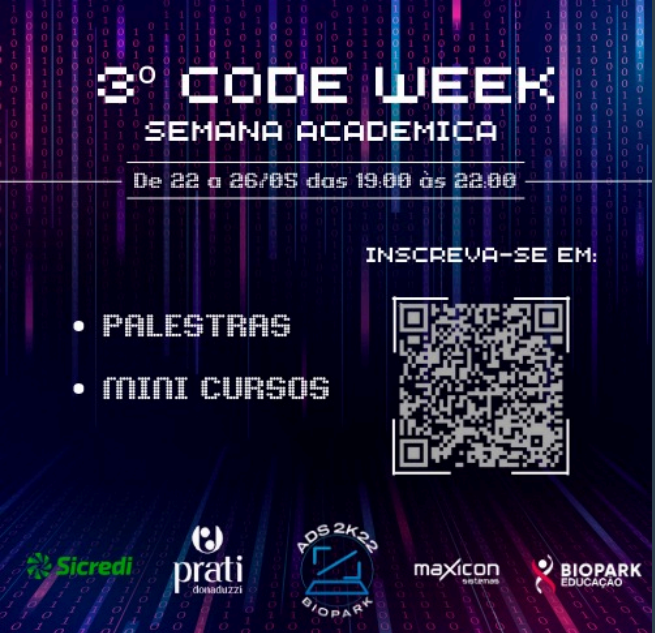 3º CODE WEEK
SEMANA ACADEMICA
De 22 a 26/05 das 19:00 às 22:00
INSCREVA-SE EM:
• PALESTRAS
• MINI CURSOS
Sicredi
prati
donaduzzi
ADS 2K22
BIOPARK
maxicon
sistemas
BIOPARK
EDUCAÇÃO